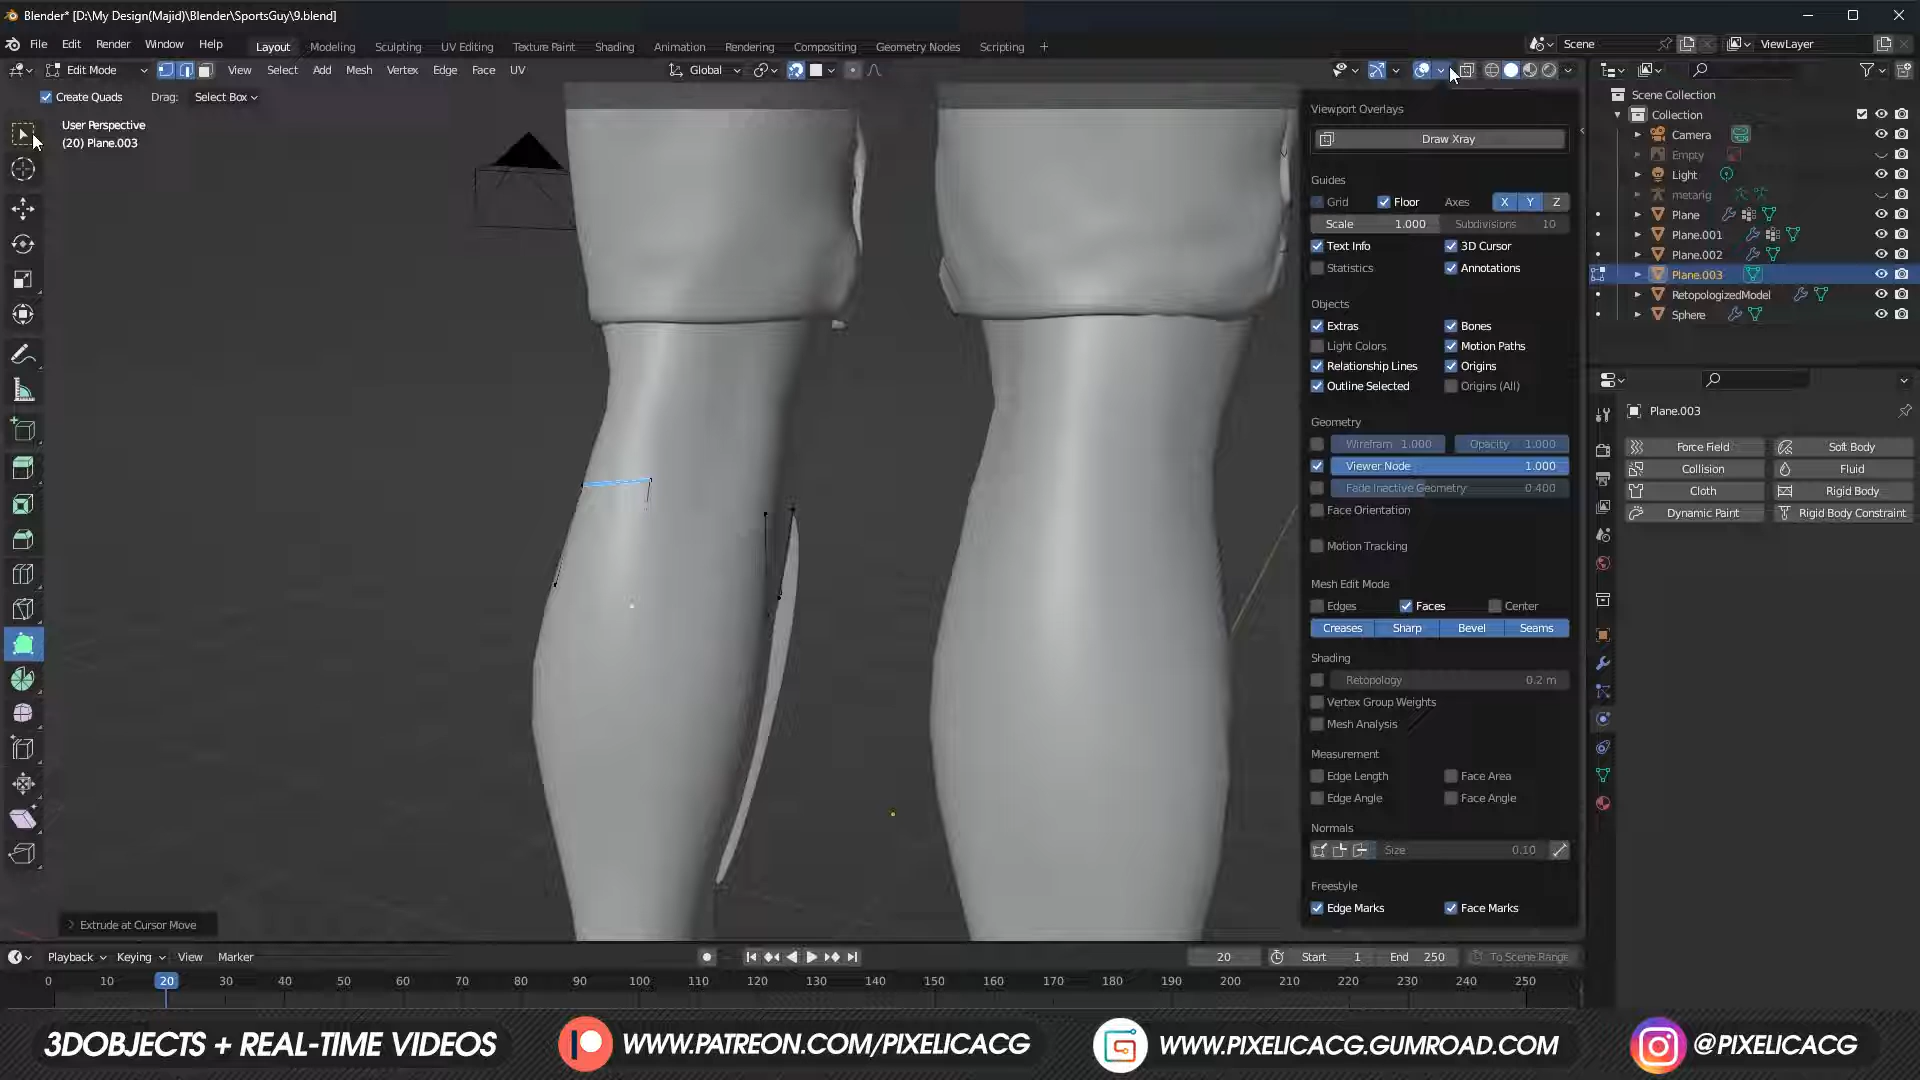 Blender* [D:\My Design(Majid)\Blender\SportsGuy\9.blend]
File Edit Render Window Help Layout Modeling Sculpting UV Editing Texture Paint Shading Animation Rendering Compositing Geometry Nodes Scripting + Scene ViewLayer
Edit Mode View Select Add Mesh Vertex Edge Face UV Global
Create Quads Drag: Select Box
User Perspective
(20) Plane.003
Viewport Overlays
Draw Xray
Guides
Grid Floor Axes X Y Z
Scale 1.000 Subdivisions 10
Text Info 3D Cursor
Statistics Annotations
Objects
Extras Bones
Light Colors Motion Paths
Relationship Lines Origins
Outline Selected Origins (All)
Geometry
Wirefram 1.000 Opacity 1.000
Viewer Node 1.000
Fade Inactive Geometry 0.400
Face Orientation
Motion Tracking
Mesh Edit Mode
Edges Faces Center
Creases Sharp Bevel Seams
Shading
Retopology 0.2 m
Vertex Group Weights
Mesh Analysis
Measurement
Edge Length Face Area
Edge Angle Face Angle
Normals
Size 0.10
Freestyle
Edge Marks Face Marks
Scene Collection
Collection
Camera
Empty
Light
metarig
Plane
Plane.001
Plane.002
Plane.003
RetopologizedModel
Sphere
Plane.003
Force Field Soft Body
Collision Fluid
Cloth Rigid Body
Dynamic Paint Rigid Body Constraint
Extrude at Cursor Move
Playback Keying View Marker 20 Start 1 End 250 To Scene Range
0 10 20 30 40 50 60 70 80 90 100 110 120 130 140 150 160 170 180 190 200 210 220 230 240 250
3DOBJECTS + REAL-TIME VIDEOS WWW.PATREON.COM/PIXELICACG WWW.PIXELICACG.GUMROAD.COM @PIXELICACG